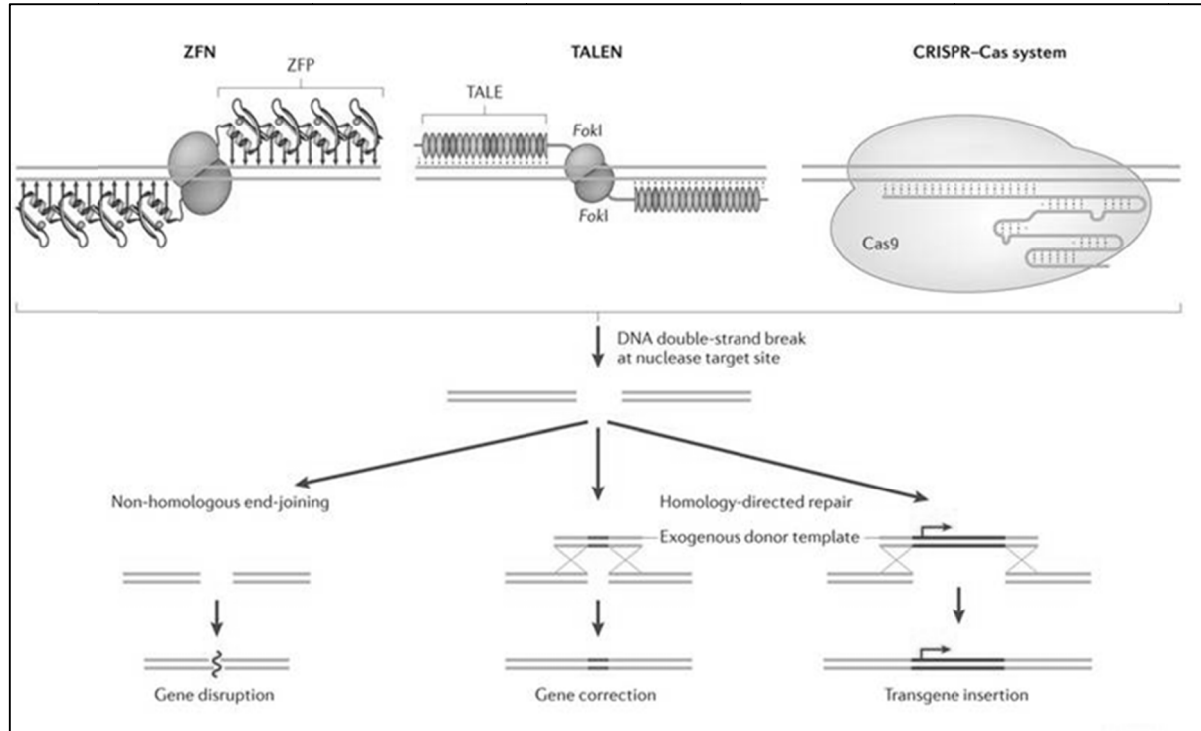 ZFN
TALEN
CRISPR–Cas system
ZFP
TALE
FokI
FokI
Cas9
DNA double-strand break
at nuclease target site
Non-homologous end-joining
Homology-directed repair
Exogenous donor template
Gene disruption
Gene correction
Transgene insertion